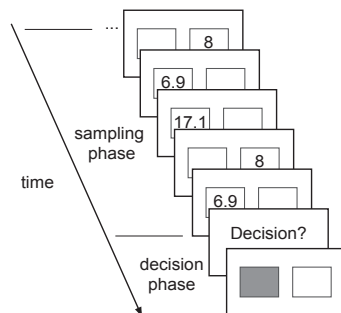 ...
8
6.9
17.1
sampling
phase
8
time
6.9
Decision?
decision
phase